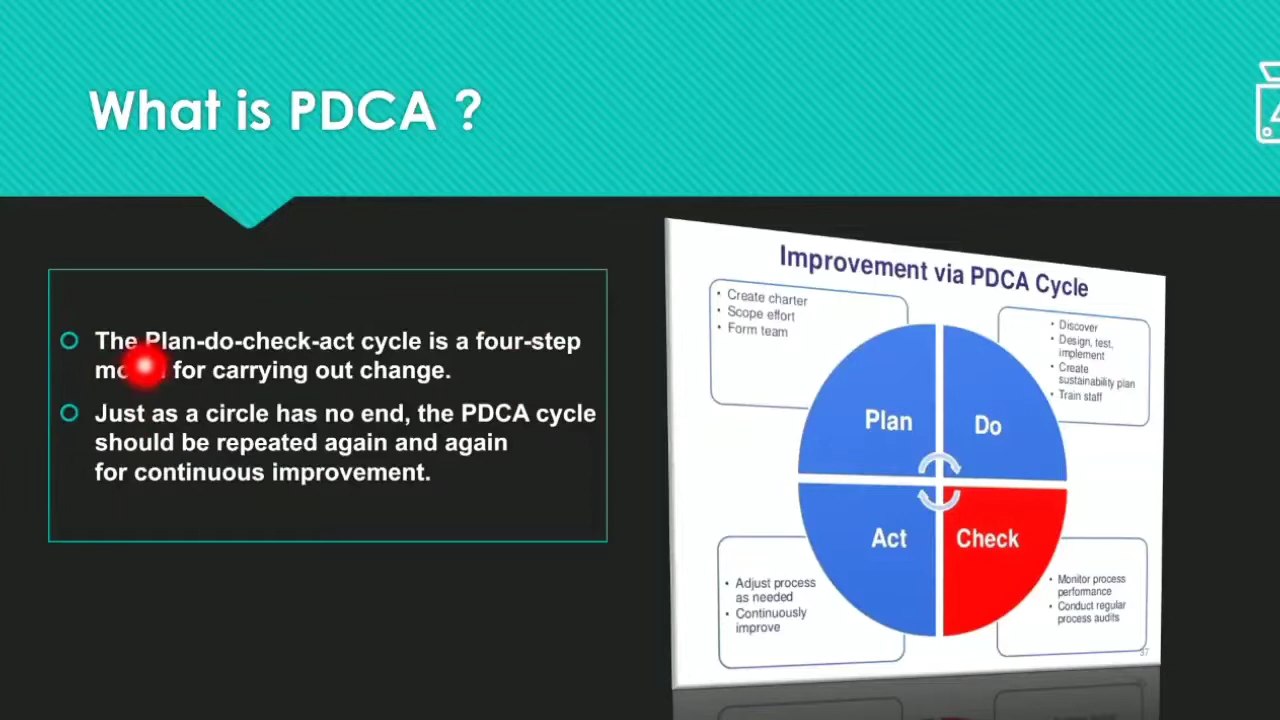 What is PDCA ?
The Plan-do-check-act cycle is a four-step
for carrying out change.
Just as a circle has no end, the PDCA cycle
should be repeated again and again
for continuous improvement.
Improvement via PDCA Cycle
• Create charter
• Scope effort
• Form team
• Discover
• Design, test,
implement
• Create
sustainability plan
• Train staff
Plan
Do
Act
Check
• Adjust process
as needed
• Continuously
improve
• Monitor process
performance
• Conduct regular
process audits
37